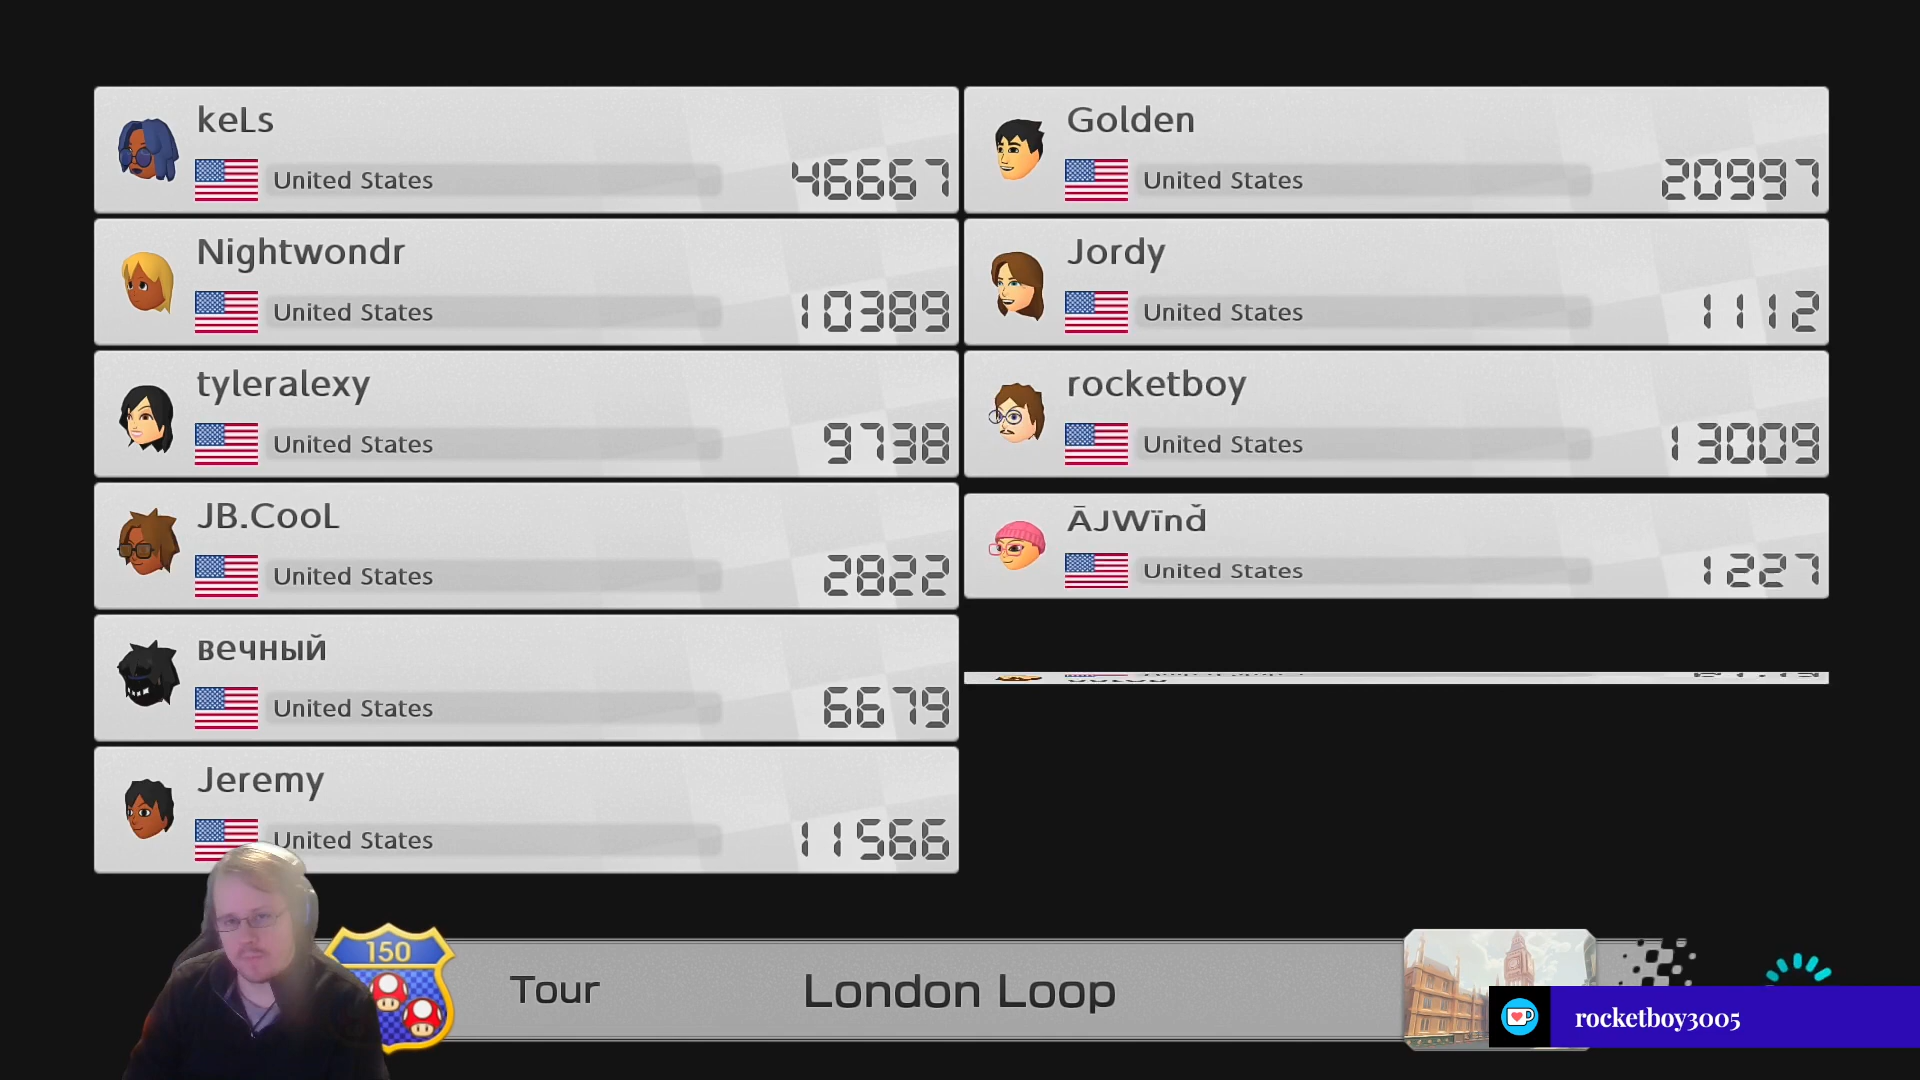 keLs
United States
46667
Nightwondr
United States
10389
tyleralexy
United States
9738
JB.CooL
United States
2822
вечный
United States
6679
Jeremy
United States
11566
Golden
United States
20997
Jordy
United States
1112
rocketboy
United States
13009
ĀJWïnď
United States
1227
150
Tour
London Loop
rocketboy3005